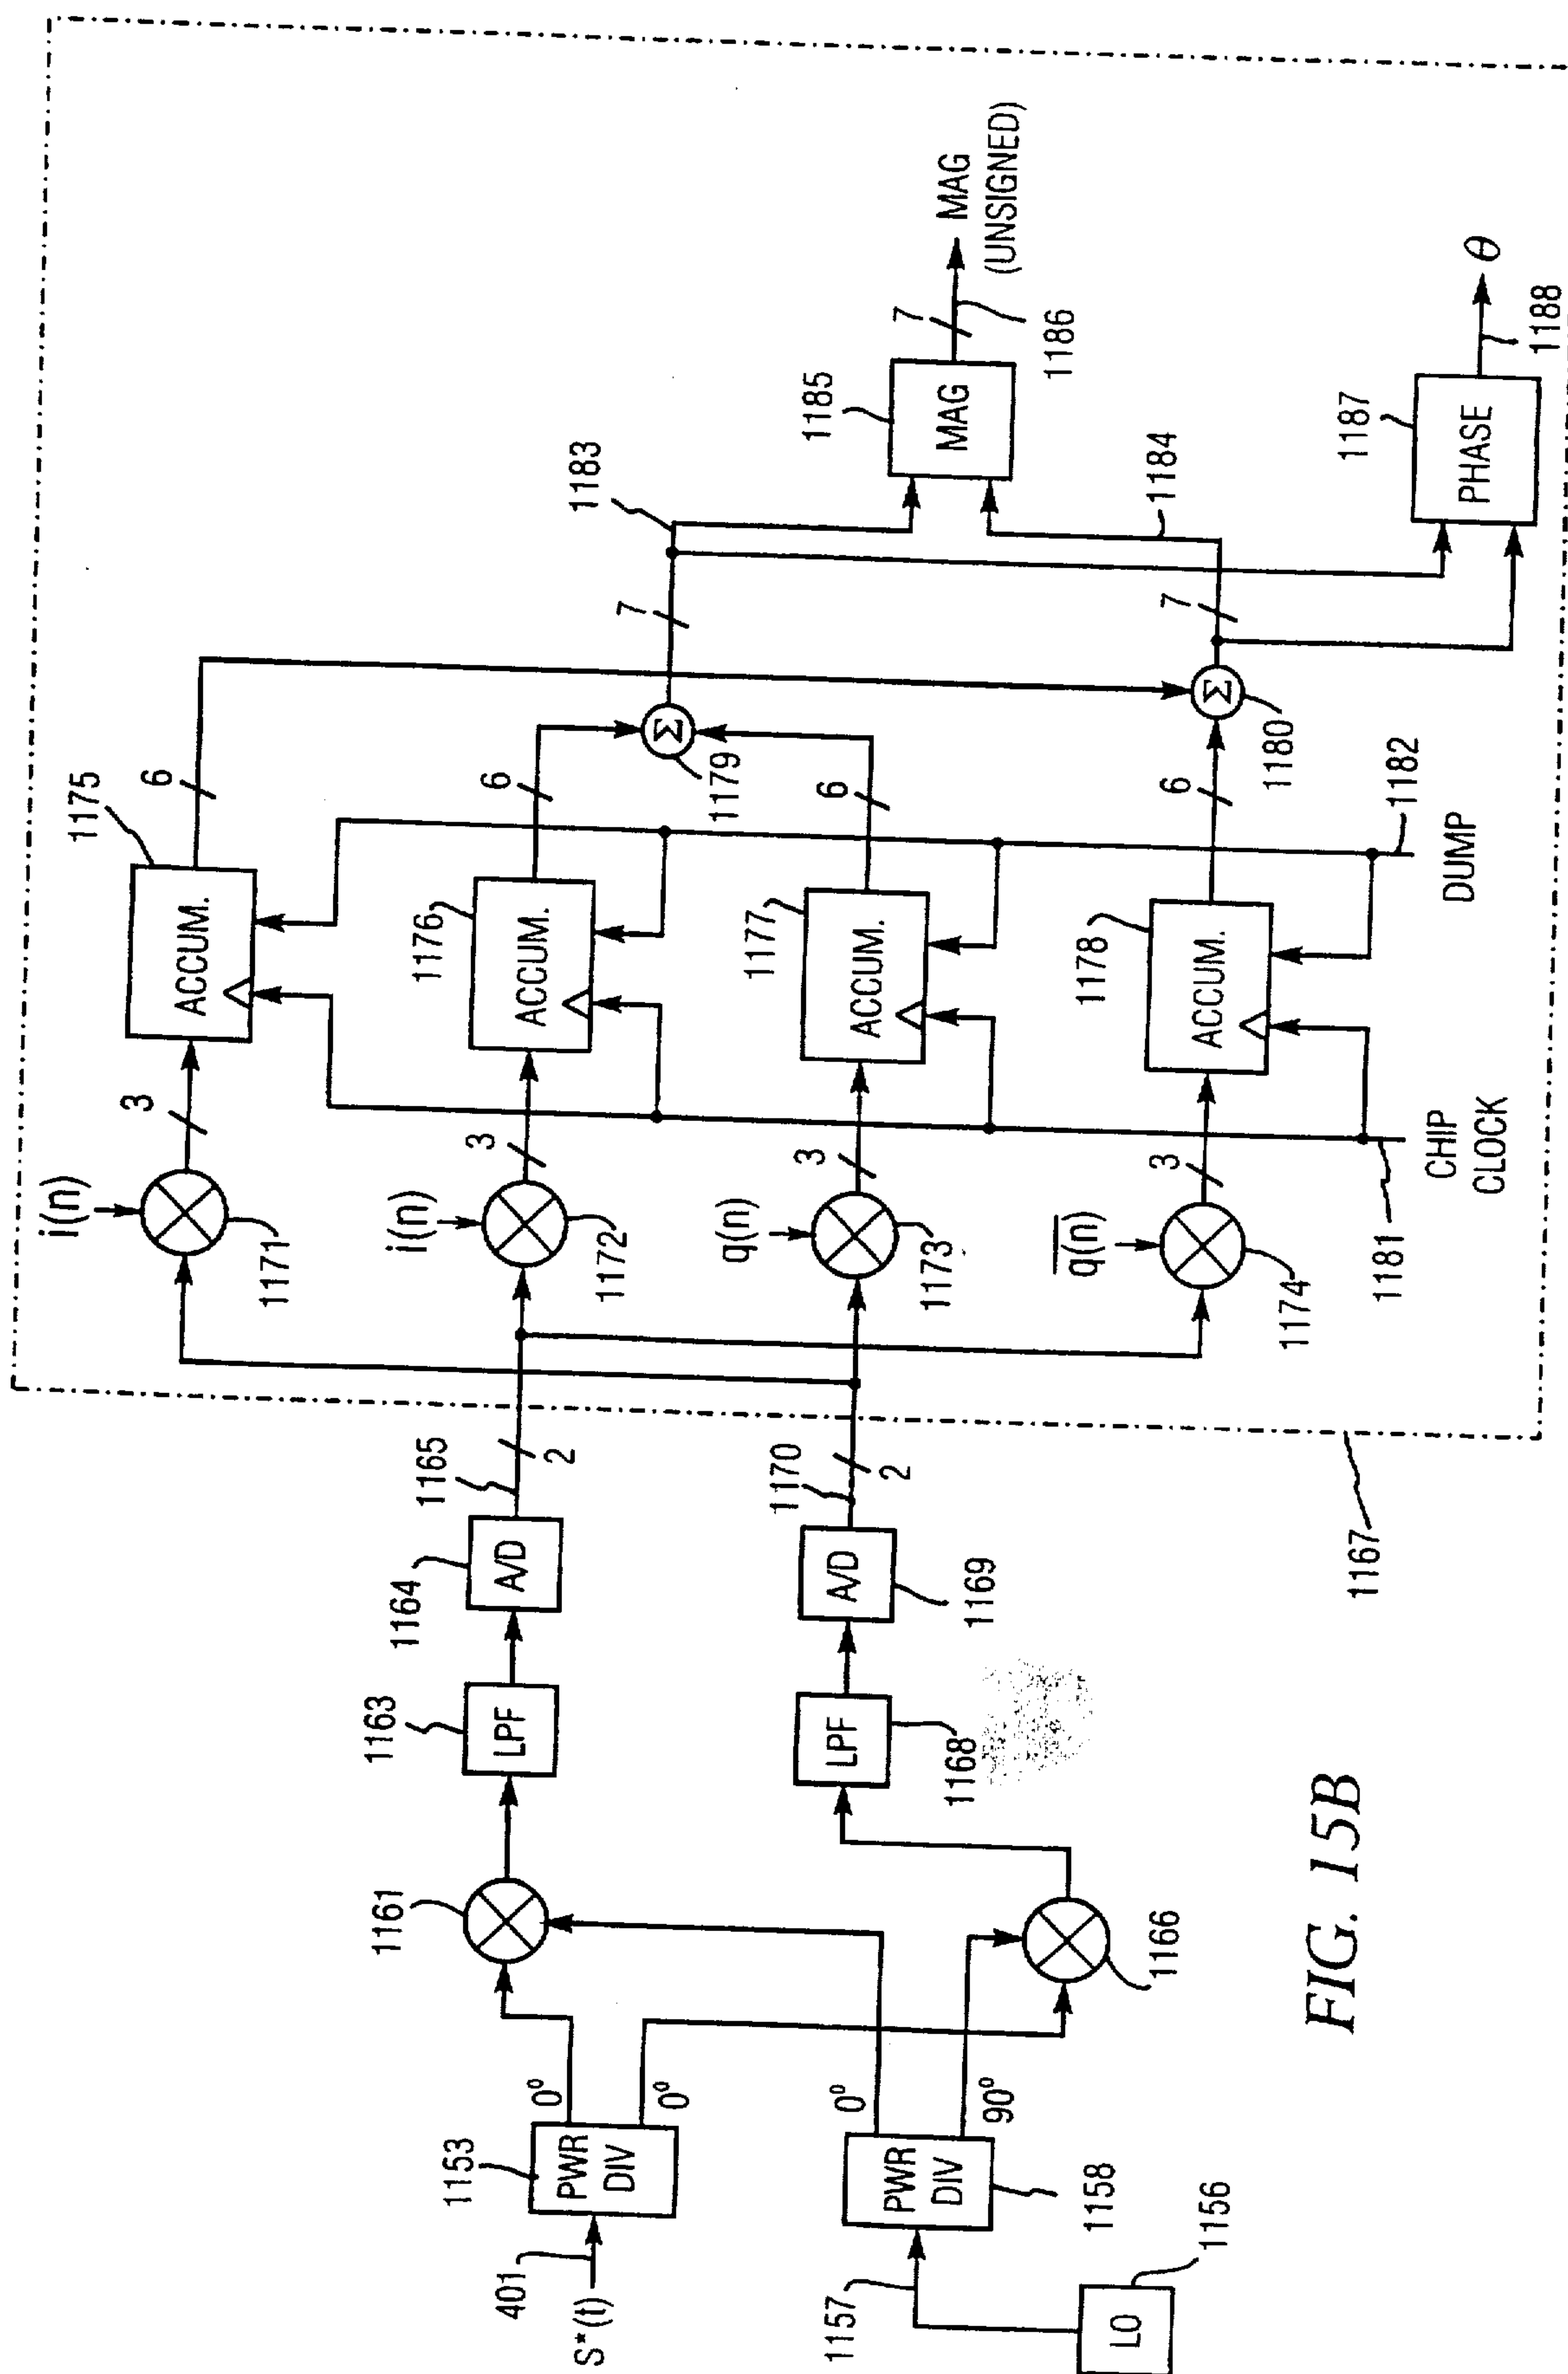 401
S*(t)
1153
PWR
DIV
0°
0°
LO
1156
1157
PWR
DIV
1158
0°
90°
1161
1166
1163
LPF
LPF
1168
1164
A/D
A/D
1169
1165
2
1170
2
1167
i(n)
1171
3
i(n)
1172
3
q(n)
1173
3
q(n)
1174
3
1181
CHIP
CLOCK
1175
ACCUM.
6
1176
ACCUM.
6
1177
ACCUM.
6
1178
ACCUM.
6
1182
DUMP
Σ
1179
Σ
1180
7
1183
7
1184
1185
MAG
7
1186
MAG
(UNSIGNED)
1187
PHASE
1188
θ
FIG. 15B